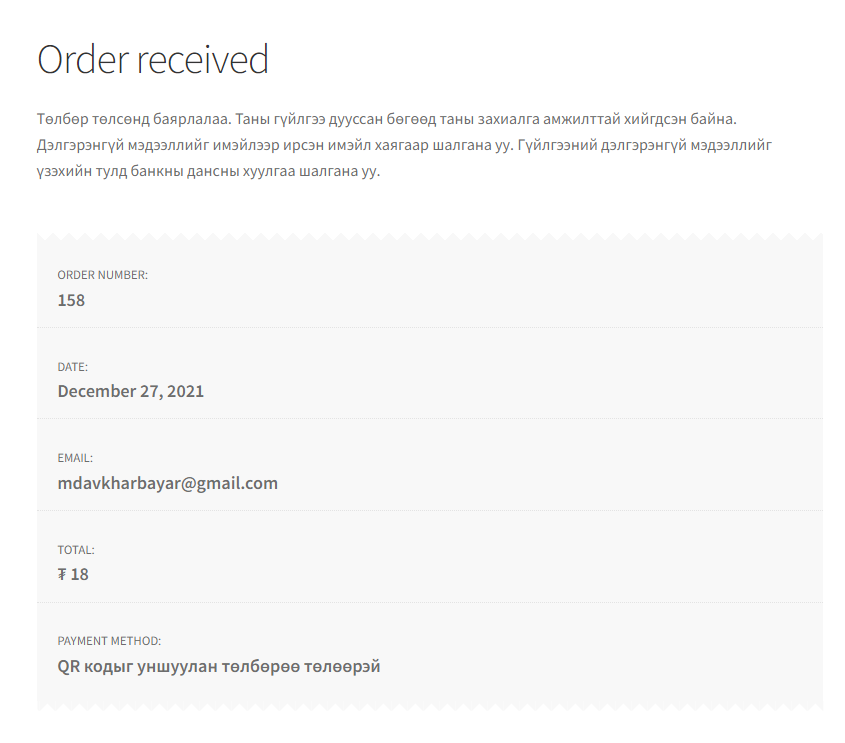 Order received
Төлбөр төлсөнд баярлалаа. Таны гүйлгээ дууссан бөгөөд таны захиалга амжилттай хийгдсэн байна.
Дэлгэрэнгүй мэдээллийг имэйлээр ирсэн имэйл хаягаар шалгана уу. Гүйлгээний дэлгэрэнгүй мэдээллийг
үзэхийн тулд банкны дансны хуулгаа шалгана уу.
ORDER NUMBER:
158
DATE:
December 27, 2021
EMAIL:
mdavkharbayar@gmail.com
TOTAL:
₮ 18
PAYMENT METHOD:
QR кодыг уншуулан төлбөрөө төлөөрэй